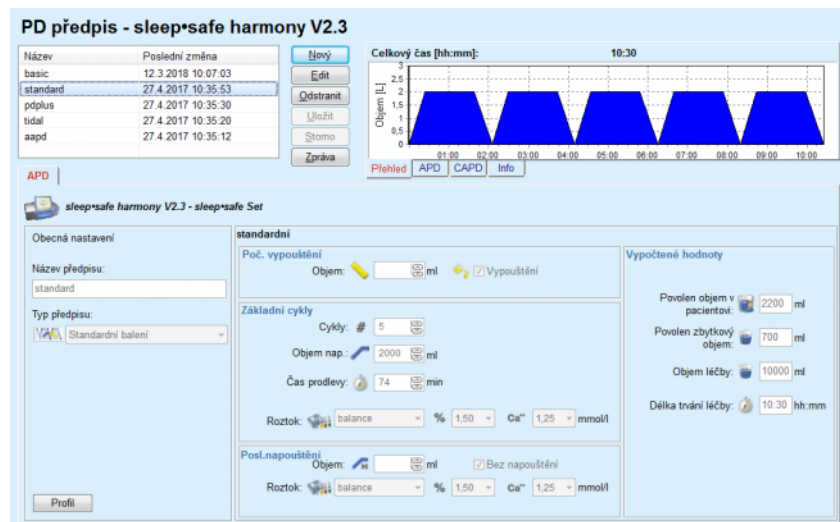 PD předpis - sleep•safe harmony V2.3
Název Poslední změna
basic 12.3.2018 10:07:03
standard 27.4.2017 10:35:53
pdplus 27.4.2017 10:35:30
tidal 27.4.2017 10:35:20
aapd 27.4.2017 10:35:12
Nový
Edit
Odstranit
Uložit
Storno
Zpráva
Celkový čas [hh:mm]: 10:30
Objem [L]
3
2,5
2
1,5
1
0,5
0
01:00 02:00 03:00 04:00 05:00 06:00 07:00 08:00 09:00 10:00
Přehled APD CAPD Info
APD
sleep•safe harmony V2.3 - sleep•safe Set
Obecná nastavení
Název předpisu:
standard
Typ předpisu:
Standardní balení
Profil
standardní
Poč. vypouštění
Objem: ml Vypouštění
Základní cykly
Cykly: # 5
Objem nap.: 2000 ml
Čas prodlevy: 74 min
Roztok: balance % 1,50 Ca⁺⁺ 1,25 mmol/l
Posl.napouštění
Objem: ml Bez napouštění
Roztok: balance % 1,50 Ca⁺⁺ 1,25 mmol/l
Vypočtené hodnoty
Povolen objem v
pacientovi: 2200 ml
Povolen zbytkový
objem: 700 ml
Objem léčby: 10000 ml
Délka trvání léčby: 10:30 hh:mm